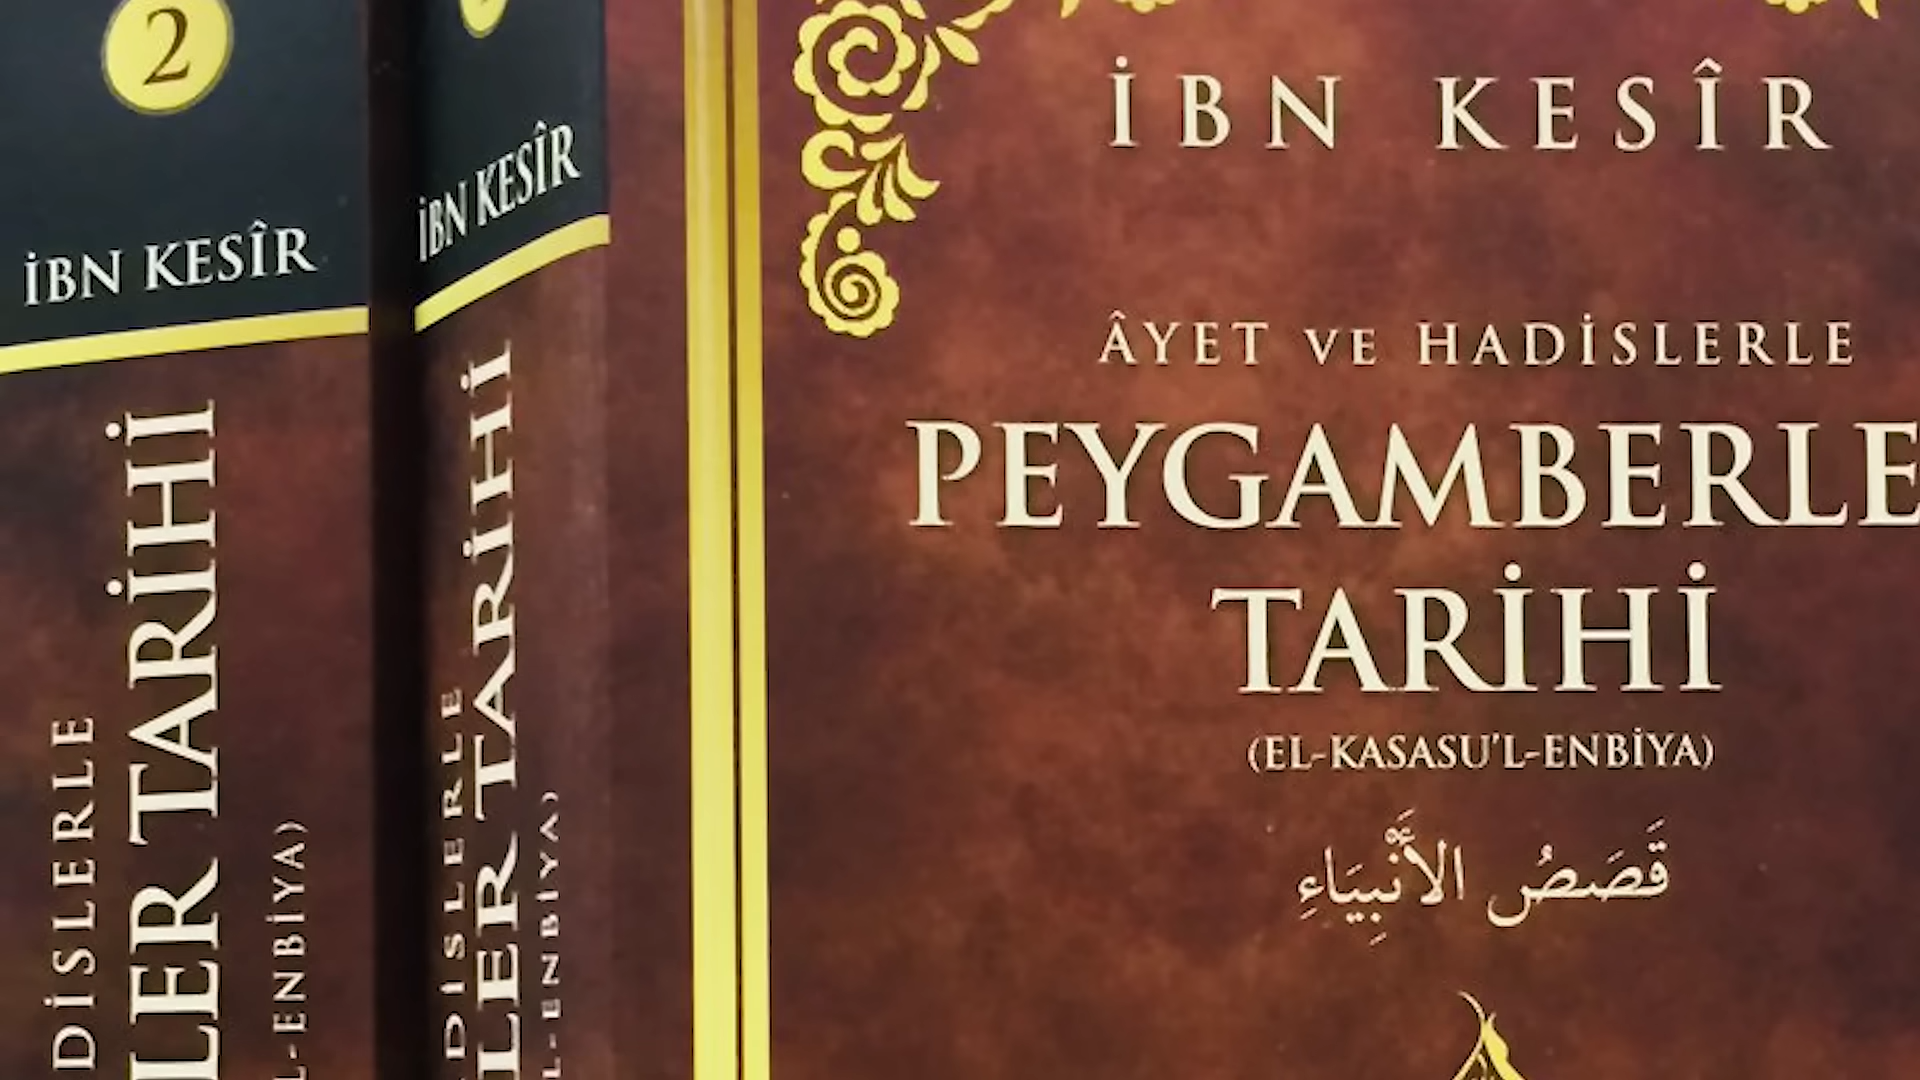 2
İBN KESÎR
DİSLERLE
LER TARİHİ
L-ENBİYA)
İBN KESÎR
DİSLERLE
LER TARİHİ
L-ENBİYA)
İBN KESÎR
ÂYET VE HADİSLERLE
PEYGAMBERLE
TARİHİ
(EL-KASASU'L-ENBİYA)
قَصَصُ الأَنْبِيَاءِ